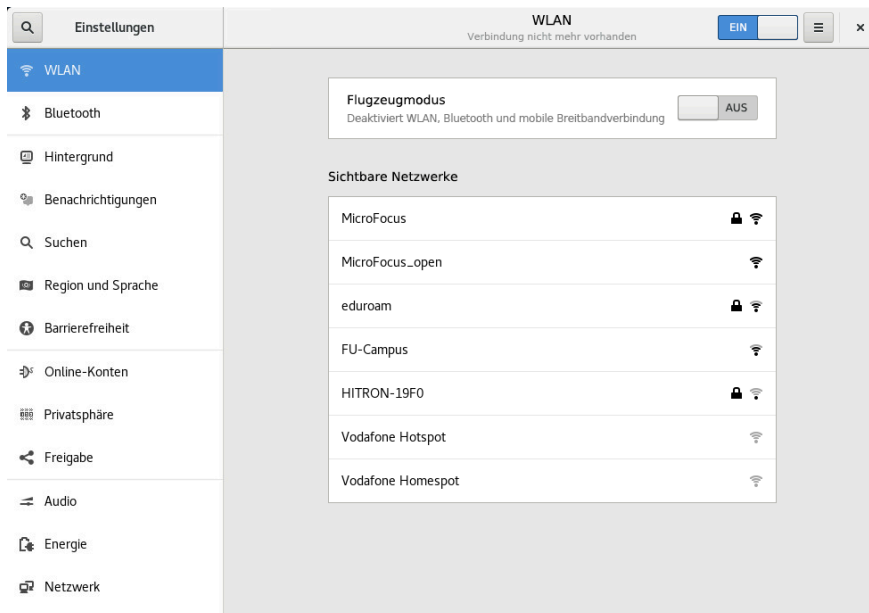 Einstellungen
WLAN
Verbindung nicht mehr vorhanden
EIN
WLAN
Bluetooth
Hintergrund
Benachrichtigungen
Suchen
Region und Sprache
Barrierefreiheit
Online-Konten
Privatsphäre
Freigabe
Audio
Energie
Netzwerk
Flugzeugmodus
Deaktiviert WLAN, Bluetooth und mobile Breitbandverbindung
AUS
Sichtbare Netzwerke
MicroFocus
MicroFocus_open
eduroam
FU-Campus
HITRON-19F0
Vodafone Hotspot
Vodafone Homespot